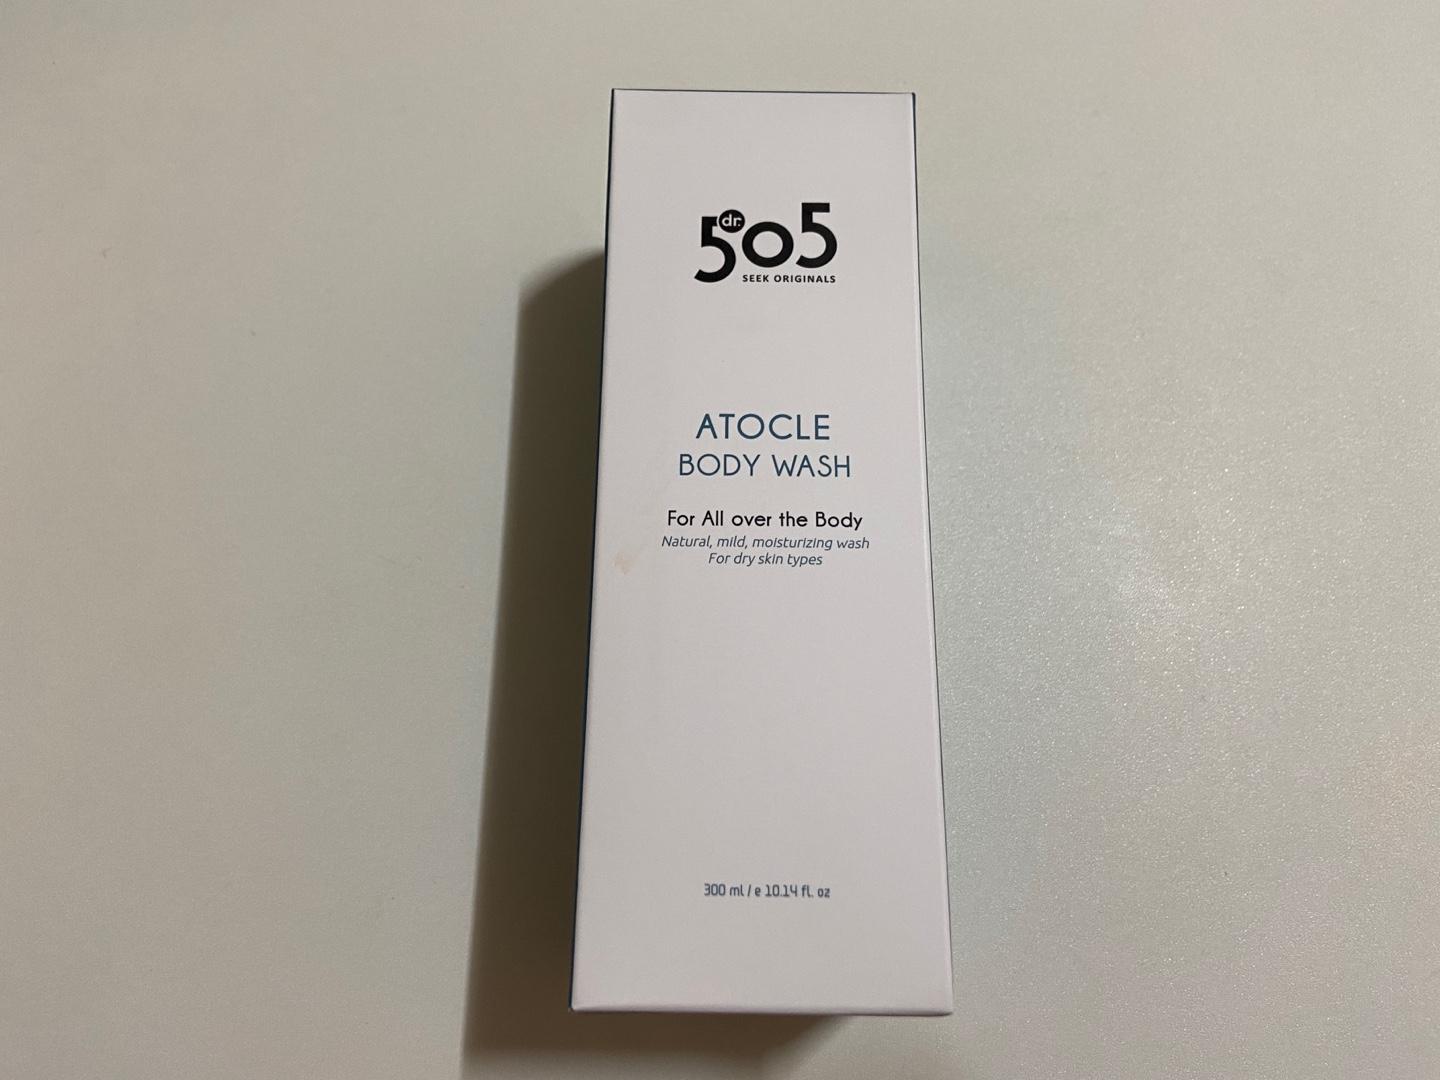 dr.
505
SEEK ORIGINALS
ATOCLE
BODY WASH
For All over the Body
Natural, mild, moisturizing wash
For dry skin types
300 ml / e 10.14 fl. oz